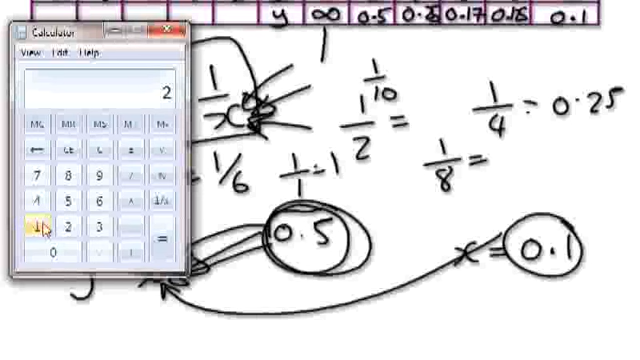 y ∞ 0.5 0.25 0.17 0.1
Calculator
View Edit Help
2
MC MR MS M+
CE C ±
7 8 9 /
4 5 6 1/x
1 2 3
0 =
1/x
1/10
1/2 =
1/4 = 0.25
= 1/6
1/1 = 1
1/8 =
0.5
x = 0.1